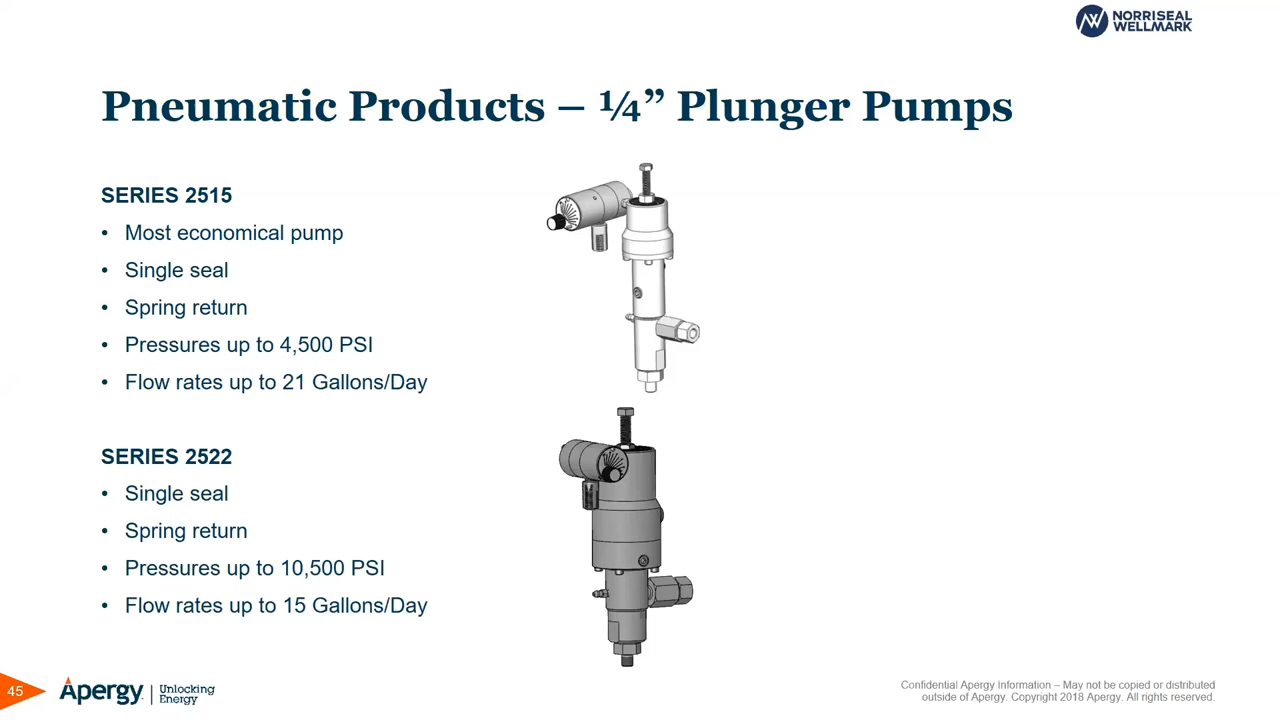 NORRISEAL
WELLMARK
Pneumatic Products – ¼” Plunger Pumps
SERIES 2515
• Most economical pump
• Single seal
• Spring return
• Pressures up to 4,500 PSI
• Flow rates up to 21 Gallons/Day
SERIES 2522
• Single seal
• Spring return
• Pressures up to 10,500 PSI
• Flow rates up to 15 Gallons/Day
45
Apergy
Unlocking
Energy
Confidential Apergy Information – May not be copied or distributed
outside of Apergy. Copyright 2018 Apergy. All rights reserved.